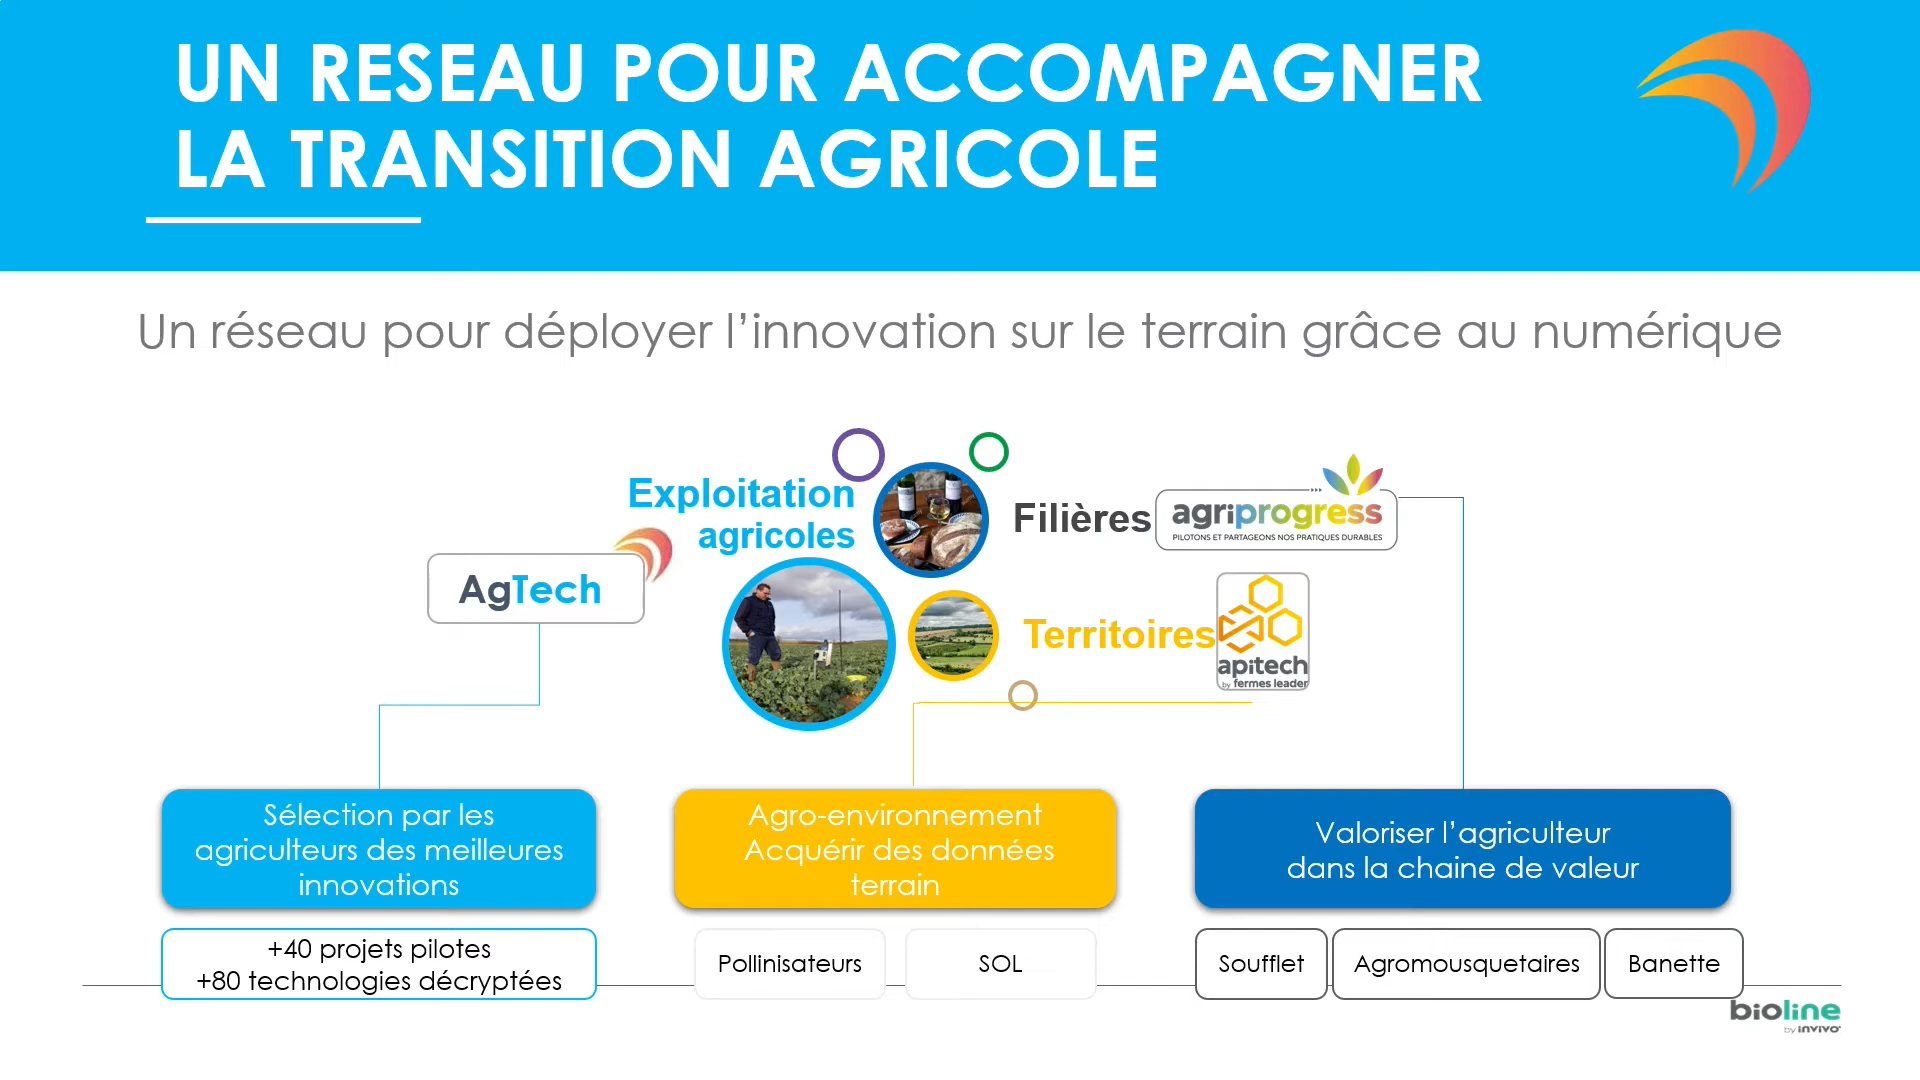 UN RESEAU POUR ACCOMPAGNER
LA TRANSITION AGRICOLE
Un réseau pour déployer l’innovation sur le terrain grâce au numérique
Exploitation
agricoles
AgTech
Filières
agriprogress
PILOTONS ET PARTAGEONS NOS PRATIQUES DURABLES
Territoires
apitech
by fermes leader
Sélection par les
agriculteurs des meilleures
innovations
+40 projets pilotes
+80 technologies décryptées
Agro-environnement
Acquérir des données
terrain
Pollinisateurs
SOL
Valoriser l’agriculteur
dans la chaine de valeur
Soufflet
Agromousquetaires
Banette
bioline
by invivo